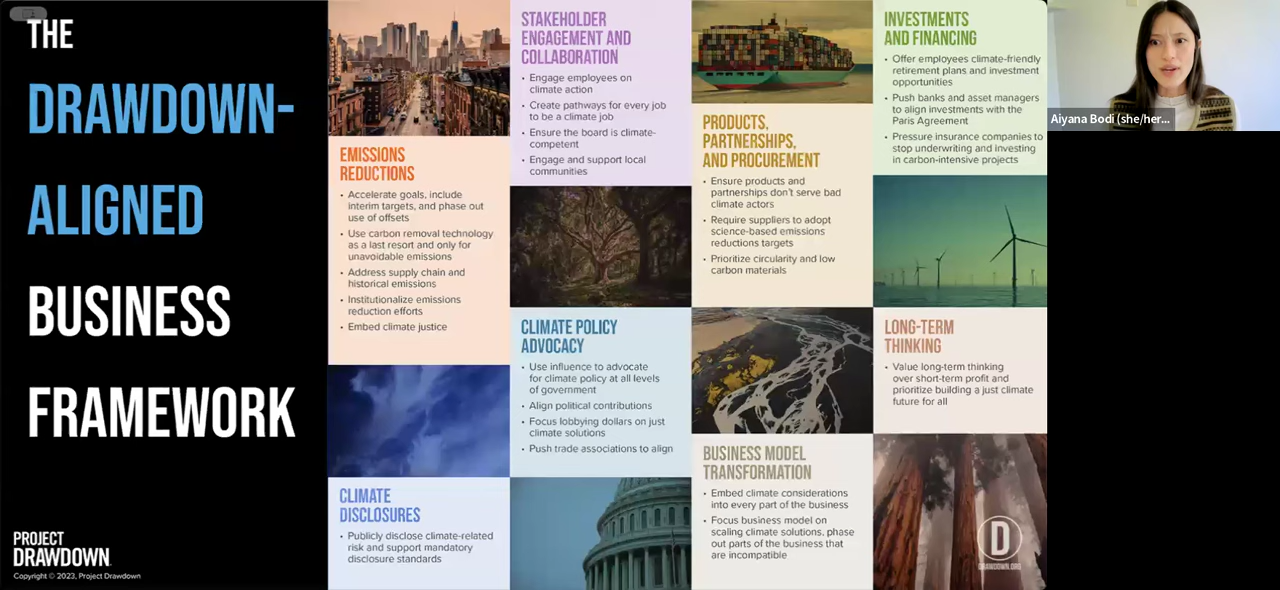 THE
DRAWDOWN-
ALIGNED
BUSINESS
FRAMEWORK
PROJECT
DRAWDOWN
Copyright © 2023, Project Drawdown
EMISSIONS
REDUCTIONS
• Accelerate goals, include
interim targets, and phase out
use of offsets
• Use carbon removal technology
as a last resort and only for
unavoidable emissions
• Address supply chain and
historical emissions
• Institutionalize emissions
reduction efforts
• Embed climate justice
CLIMATE
DISCLOSURES
• Publicly disclose climate-related
risk and support mandatory
disclosure standards
STAKEHOLDER
ENGAGEMENT AND
COLLABORATION
• Engage employees on
climate action
• Create pathways for every job
to be a climate job
• Ensure the board is climate-
competent
• Engage and support local
communities
CLIMATE POLICY
ADVOCACY
• Use influence to advocate
for climate policy at all levels
of government
• Align political contributions
• Focus lobbying dollars on just
climate solutions
• Push trade associations to align
PRODUCTS,
PARTNERSHIPS,
AND PROCUREMENT
• Ensure products and
partnerships don't serve bad
climate actors
• Require suppliers to adopt
science-based emissions
reductions targets
• Prioritize circularity and low
carbon materials
BUSINESS MODEL
TRANSFORMATION
• Embed climate considerations
into every part of the business
• Focus business model on
scaling climate solutions, phase
out parts of the business that
are incompatible
INVESTMENTS
AND FINANCING
• Offer employees climate-friendly
retirement plans and investment
opportunities
• Push banks and asset managers
to align investments with the
Paris Agreement
• Pressure insurance companies to
stop underwriting and investing
in carbon-intensive projects
LONG-TERM
THINKING
• Value long-term thinking
over short-term profit and
prioritize building a just climate
future for all
D
DRAWDOWN.ORG
Aiyana Bodi (she/her...